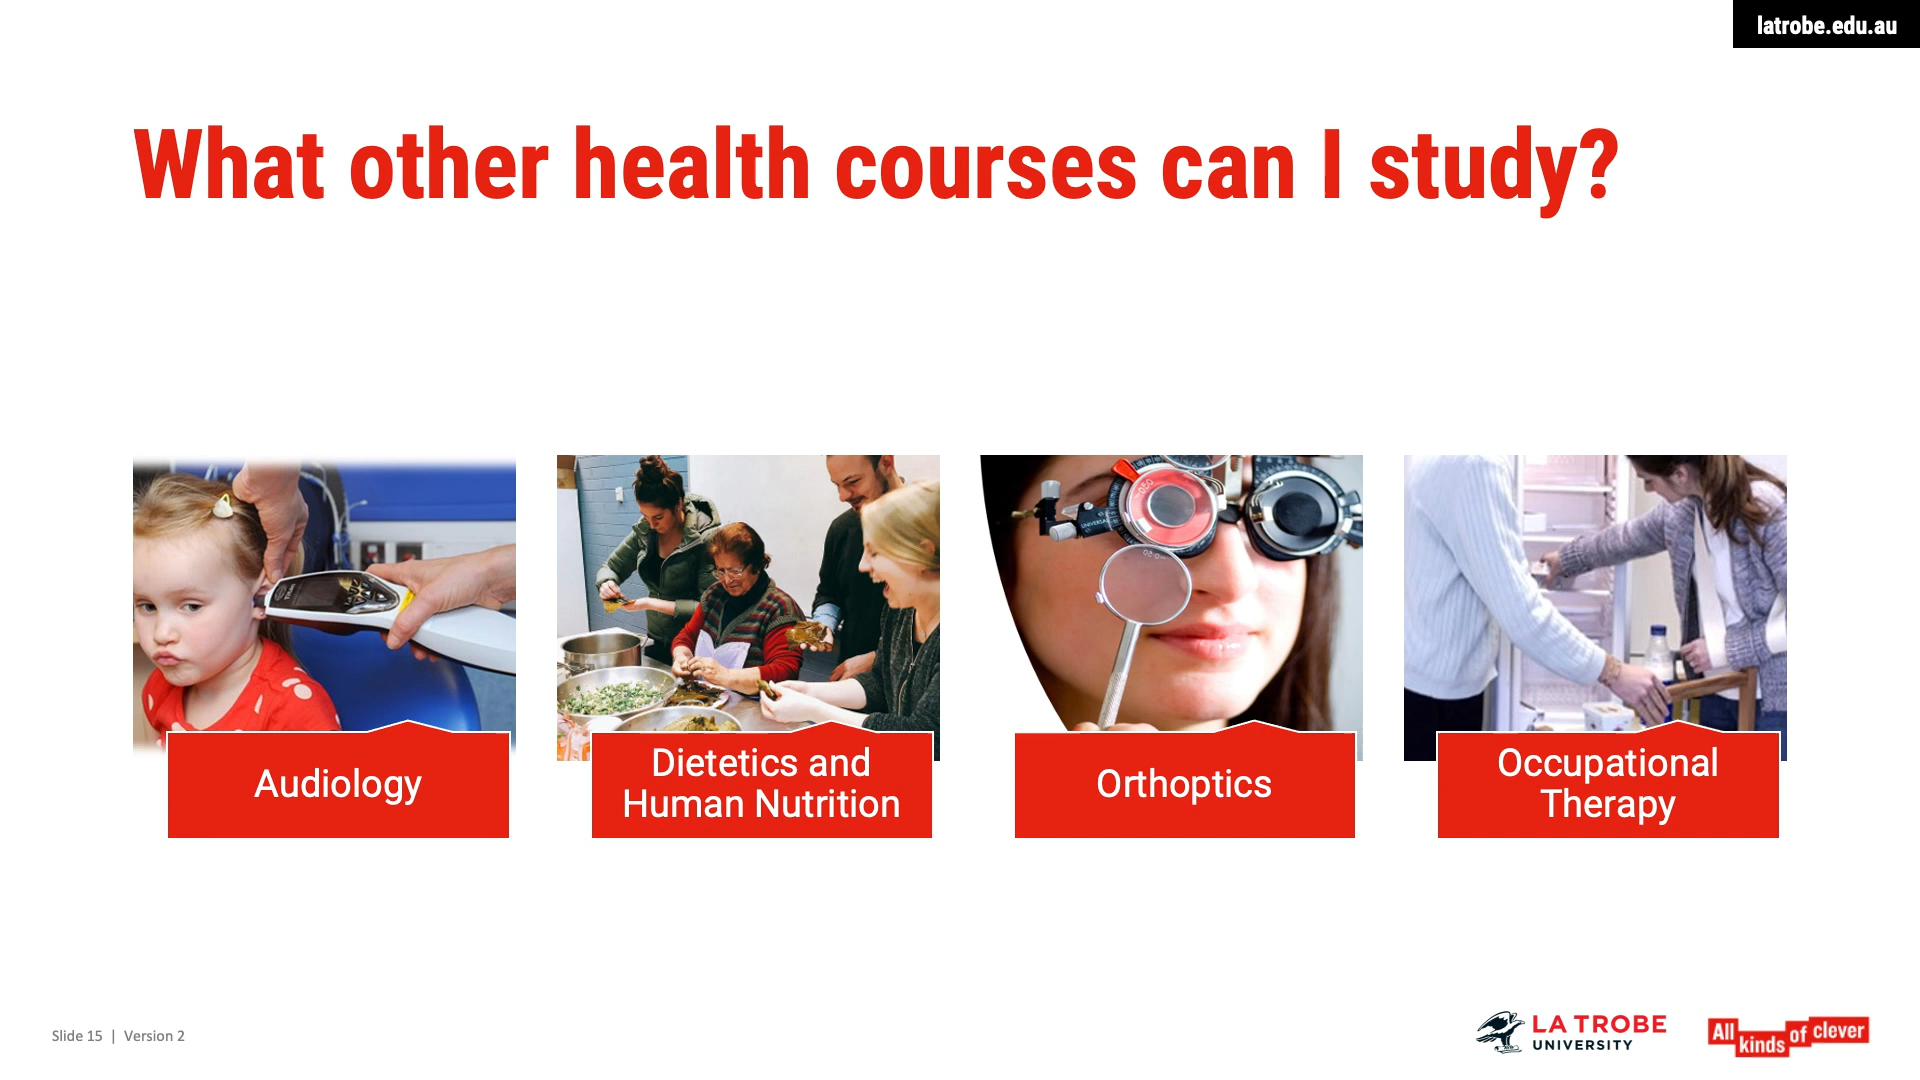 latrobe.edu.au
What other health courses can I study?
Audiology
Dietetics and
Human Nutrition
Orthoptics
Occupational
Therapy
Slide 15 | Version 2
LA TROBE
UNIVERSITY
All kinds of clever